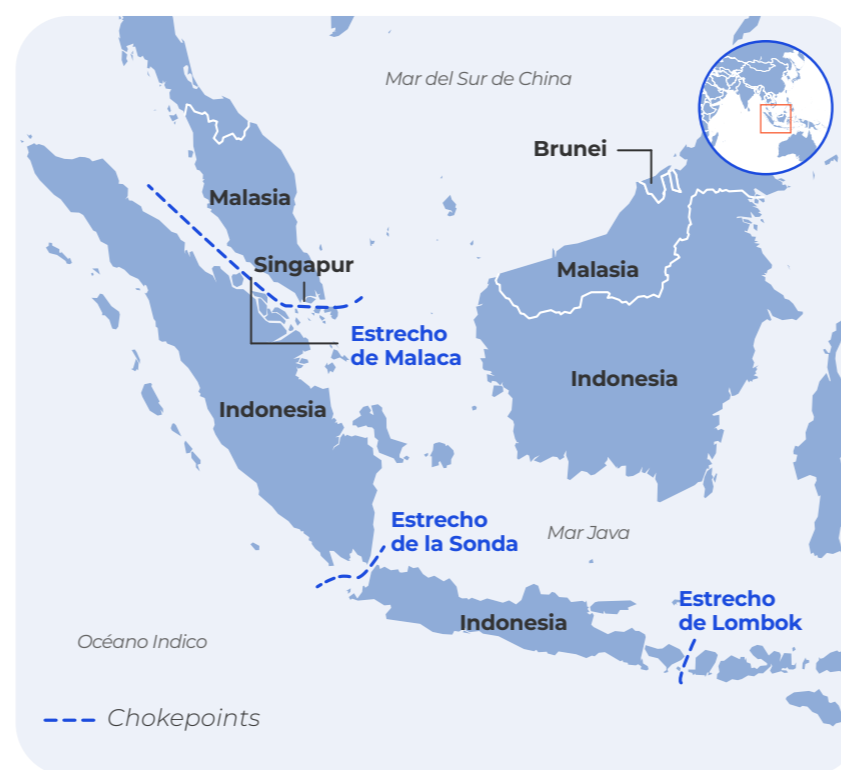 Mar del Sur de China
Brunei
Malasia
Singapur
Malasia
Estrecho
de Malaca
Indonesia
Indonesia
Estrecho
de la Sonda
Mar Java
Estrecho
de Lombok
Indonesia
Océano Indico
Chokepoints